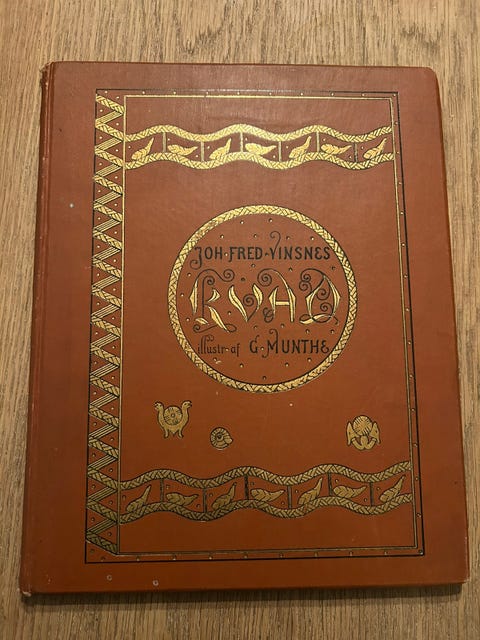 JOH·FRED·VINSNES
KVAD
illustr·af G·MUNTHE